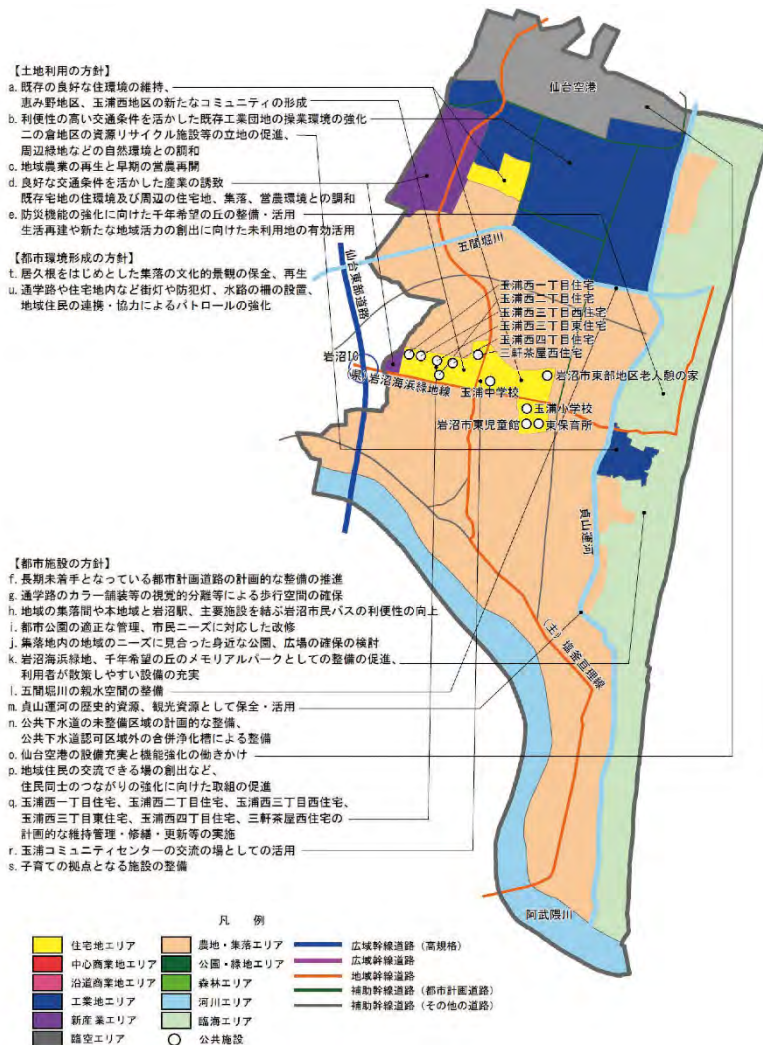 【土地利用の方針】
a. 既存の良好な住環境の維持、
恵み野地区、玉浦西地区の新たなコミュニティの形成
b. 利便性の高い交通条件を活かした既存工業団地の操業環境の強化
二の倉地区の資源リサイクル施設等の立地の促進、
周辺緑地などの自然環境との調和
c. 地域農業の再生と早期の営農再開
d. 良好な交通条件を活かした産業の誘致
既存宅地の住環境及び周辺の住宅地、集落、営農環境との調和
e. 防災機能の強化に向けた千年希望の丘の整備・活用
生活再建や新たな地域活力の創出に向けた未利用地の有効活用
【都市環境形成の方針】
t. 居久根をはじめとした集落の文化的景観の保全、再生
u. 通学路や住宅地内など街灯や防犯灯、水路の柵の設置、
地域住民の連携・協力によるパトロールの強化
仙台空港
五間堀川
仙台東部道路
岩沼IC
(県)岩沼海浜緑地線
玉浦西一丁目住宅
玉浦西二丁目住宅
玉浦西三丁目西住宅
玉浦西三丁目東住宅
玉浦西四丁目住宅
三軒茶屋西住宅
岩沼市東部地区老人憩の家
玉浦中学校
玉浦小学校
岩沼市東児童館
東保育所
貞山運河
(主)塩釜亘理線
阿武隈川
【都市施設の方針】
f. 長期未着手となっている都市計画道路の計画的な整備の推進
g. 通学路のカラー舗装等の視覚的分離等による歩行空間の確保
h. 地域の集落間や本地域と岩沼駅、主要施設を結ぶ岩沼市民バスの利便性の向上
i. 都市公園の適正な管理、市民ニーズに対応した改修
j. 集落地内の地域のニーズに見合った身近な公園、広場の確保の検討
k. 岩沼海浜緑地、千年希望の丘のメモリアルパークとしての整備の促進、
利用者が散策しやすい設備の充実
l. 五間堀川の親水空間の整備
m. 貞山運河の歴史的資源、観光資源として保全・活用
n. 公共下水道の未整備区域の計画的な整備、
公共下水道認可区域外の合併浄化槽による整備
o. 仙台空港の設備充実と機能強化の働きかけ
p. 地域住民の交流できる場の創出など、
住民同士のつながりの強化に向けた取組の促進
q. 玉浦西一丁目住宅、玉浦西二丁目住宅、玉浦西三丁目西住宅、
玉浦西三丁目東住宅、玉浦西四丁目住宅、三軒茶屋西住宅の
計画的な維持管理・修繕・更新等の実施
r. 玉浦コミュニティセンターの交流の場としての活用
s. 子育ての拠点となる施設の整備
凡 例
住宅地エリア
中心商業地エリア
沿道商業地エリア
工業地エリア
新産業エリア
臨空エリア
農地・集落エリア
公園・緑地エリア
森林エリア
河川エリア
臨海エリア
公共施設
広域幹線道路（高規格）
広域幹線道路
地域幹線道路
補助幹線道路（都市計画道路）
補助幹線道路（その他の道路）